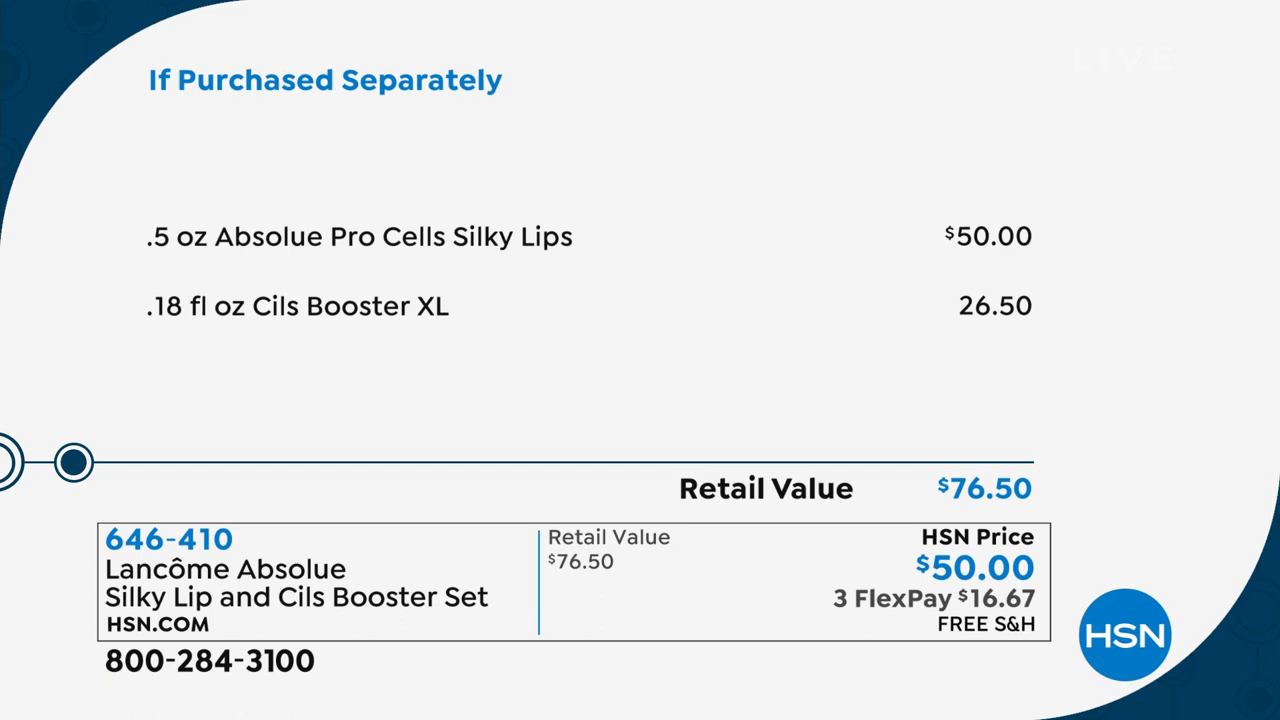 LIVE
If Purchased Separately
.5 oz Absolue Pro Cells Silky Lips $50.00
.18 fl oz Cils Booster XL 26.50
Retail Value $76.50
646-410
Lancôme Absolue
Silky Lip and Cils Booster Set
HSN.COM
Retail Value
$76.50
HSN Price
$50.00
3 FlexPay $16.67
FREE S&H
800-284-3100
HSN